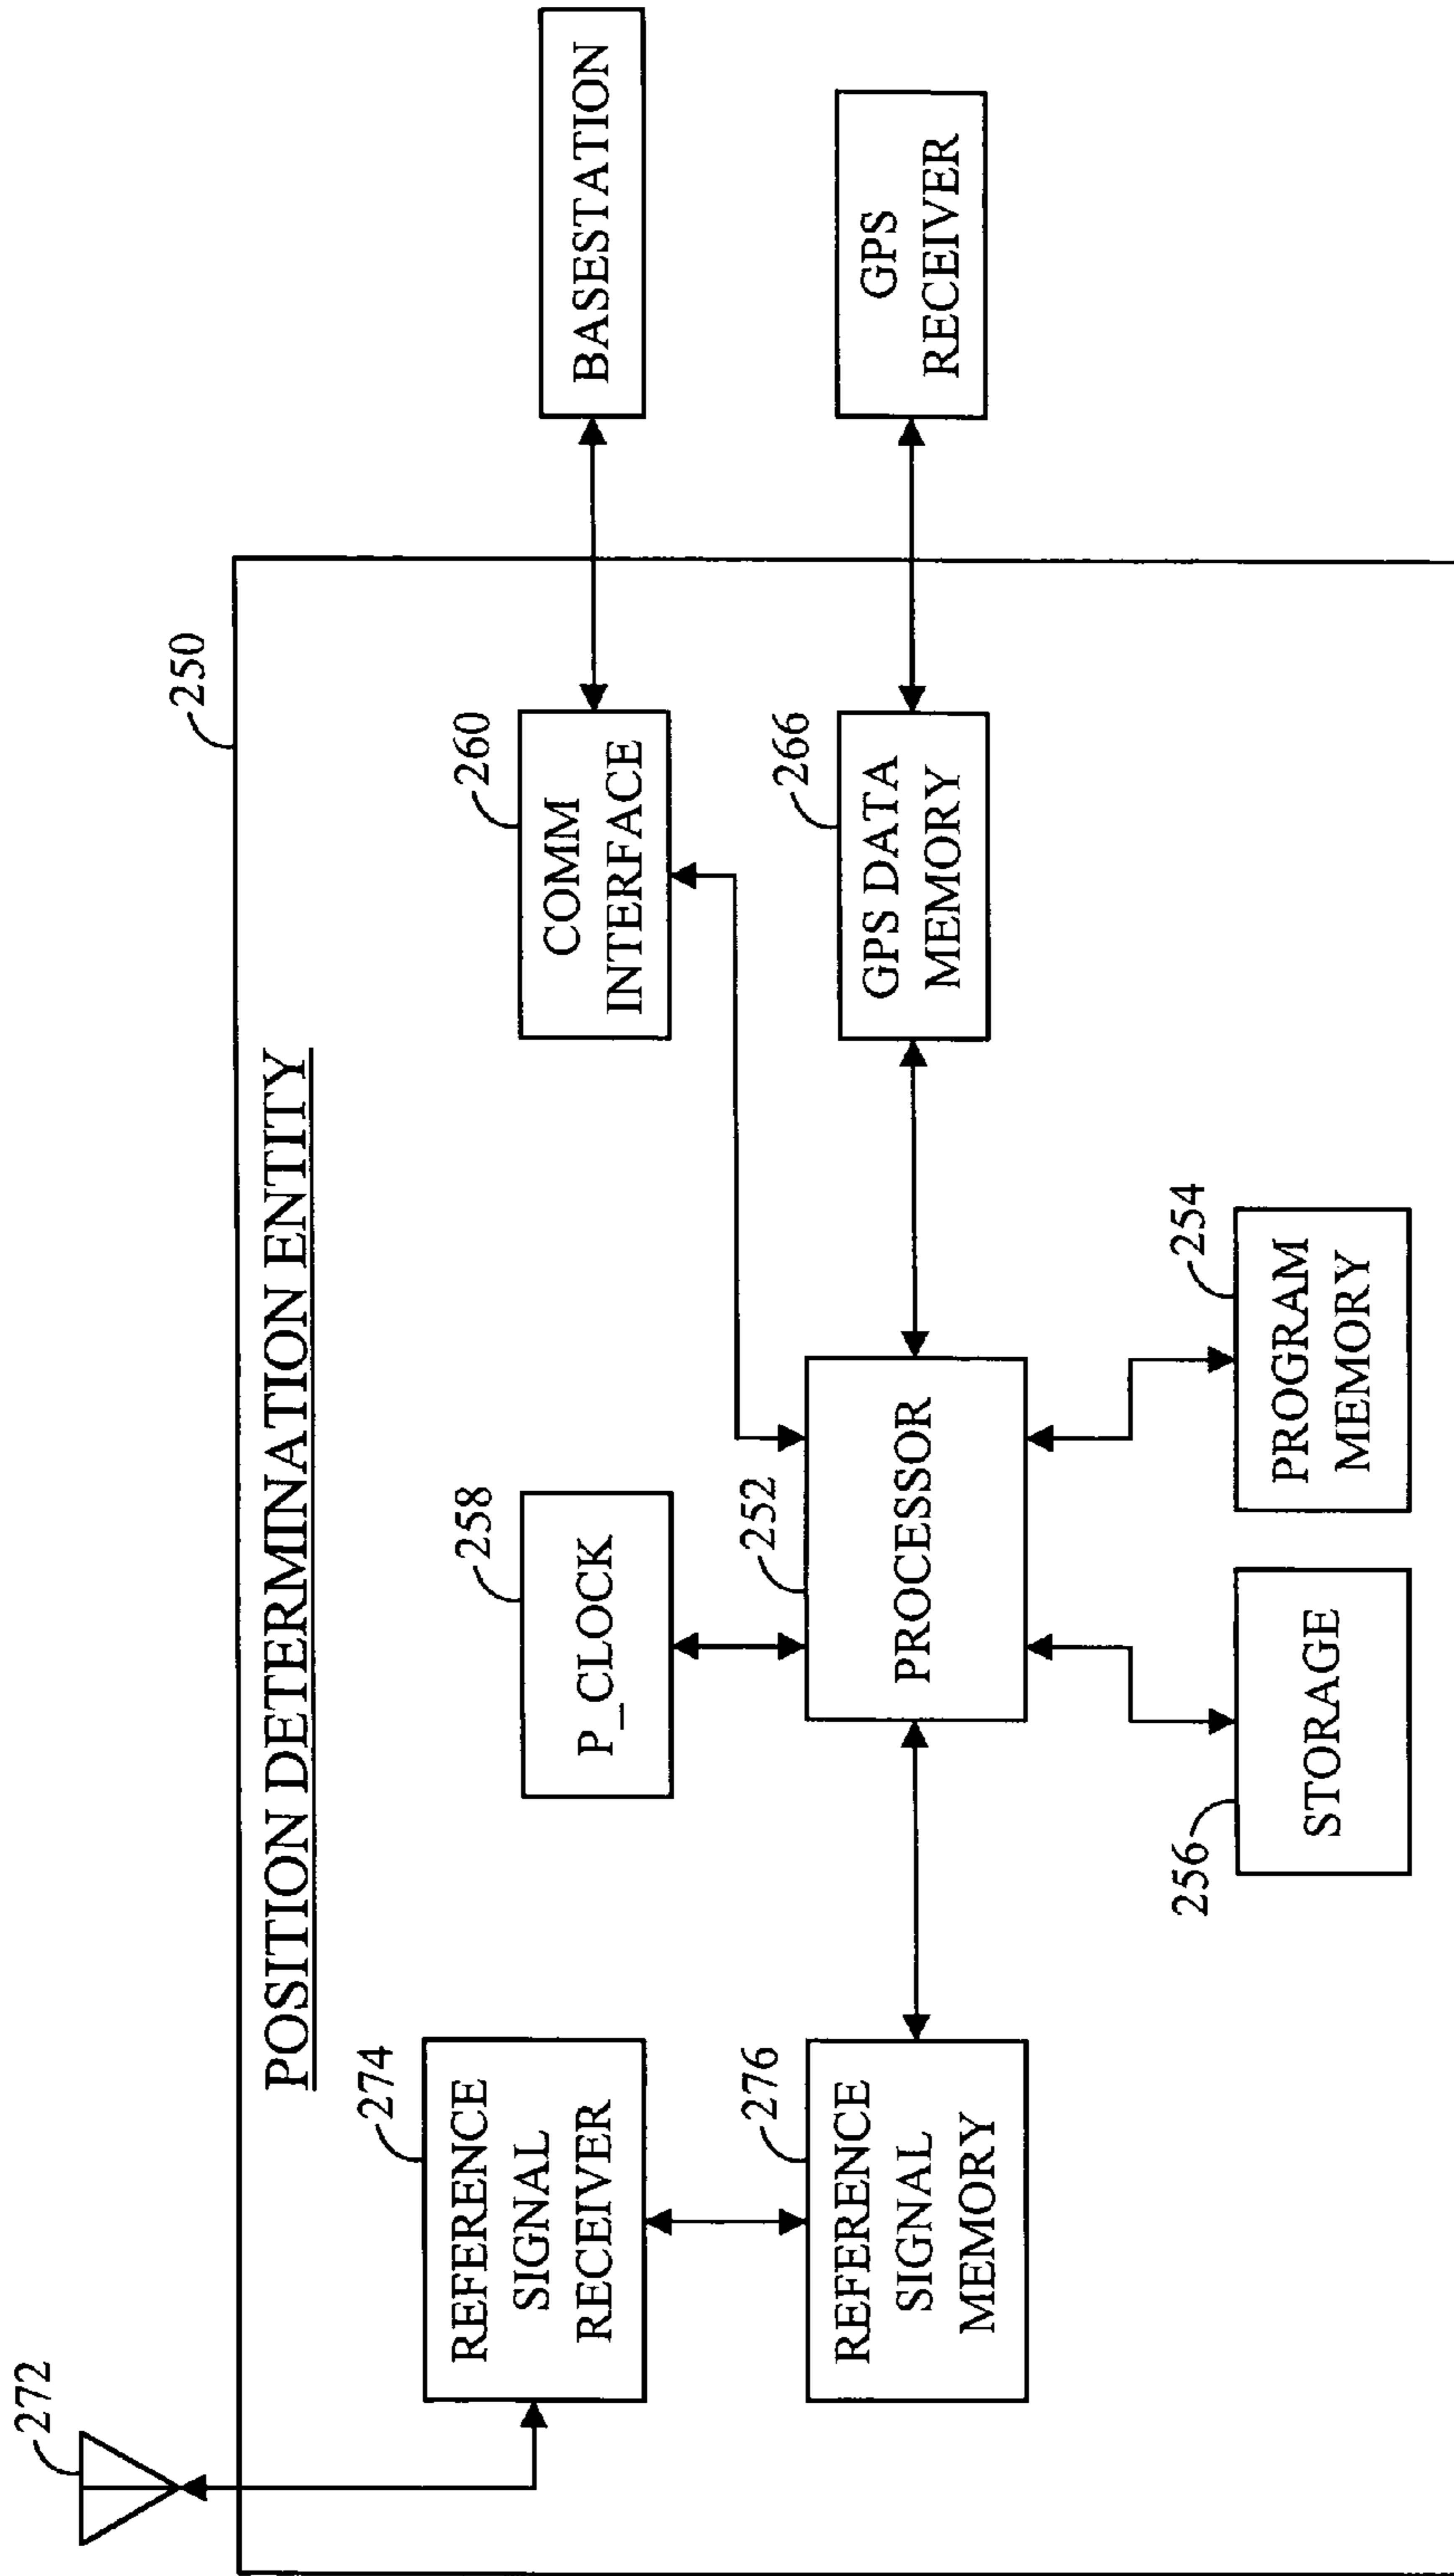 272
250
POSITION DETERMINATION ENTITY
274
REFERENCE
SIGNAL
RECEIVER
258
P_CLOCK
260
COMM
INTERFACE
BASESTATION
276
REFERENCE
SIGNAL
MEMORY
252
PROCESSOR
266
GPS DATA
MEMORY
GPS
RECEIVER
256
STORAGE
254
PROGRAM
MEMORY